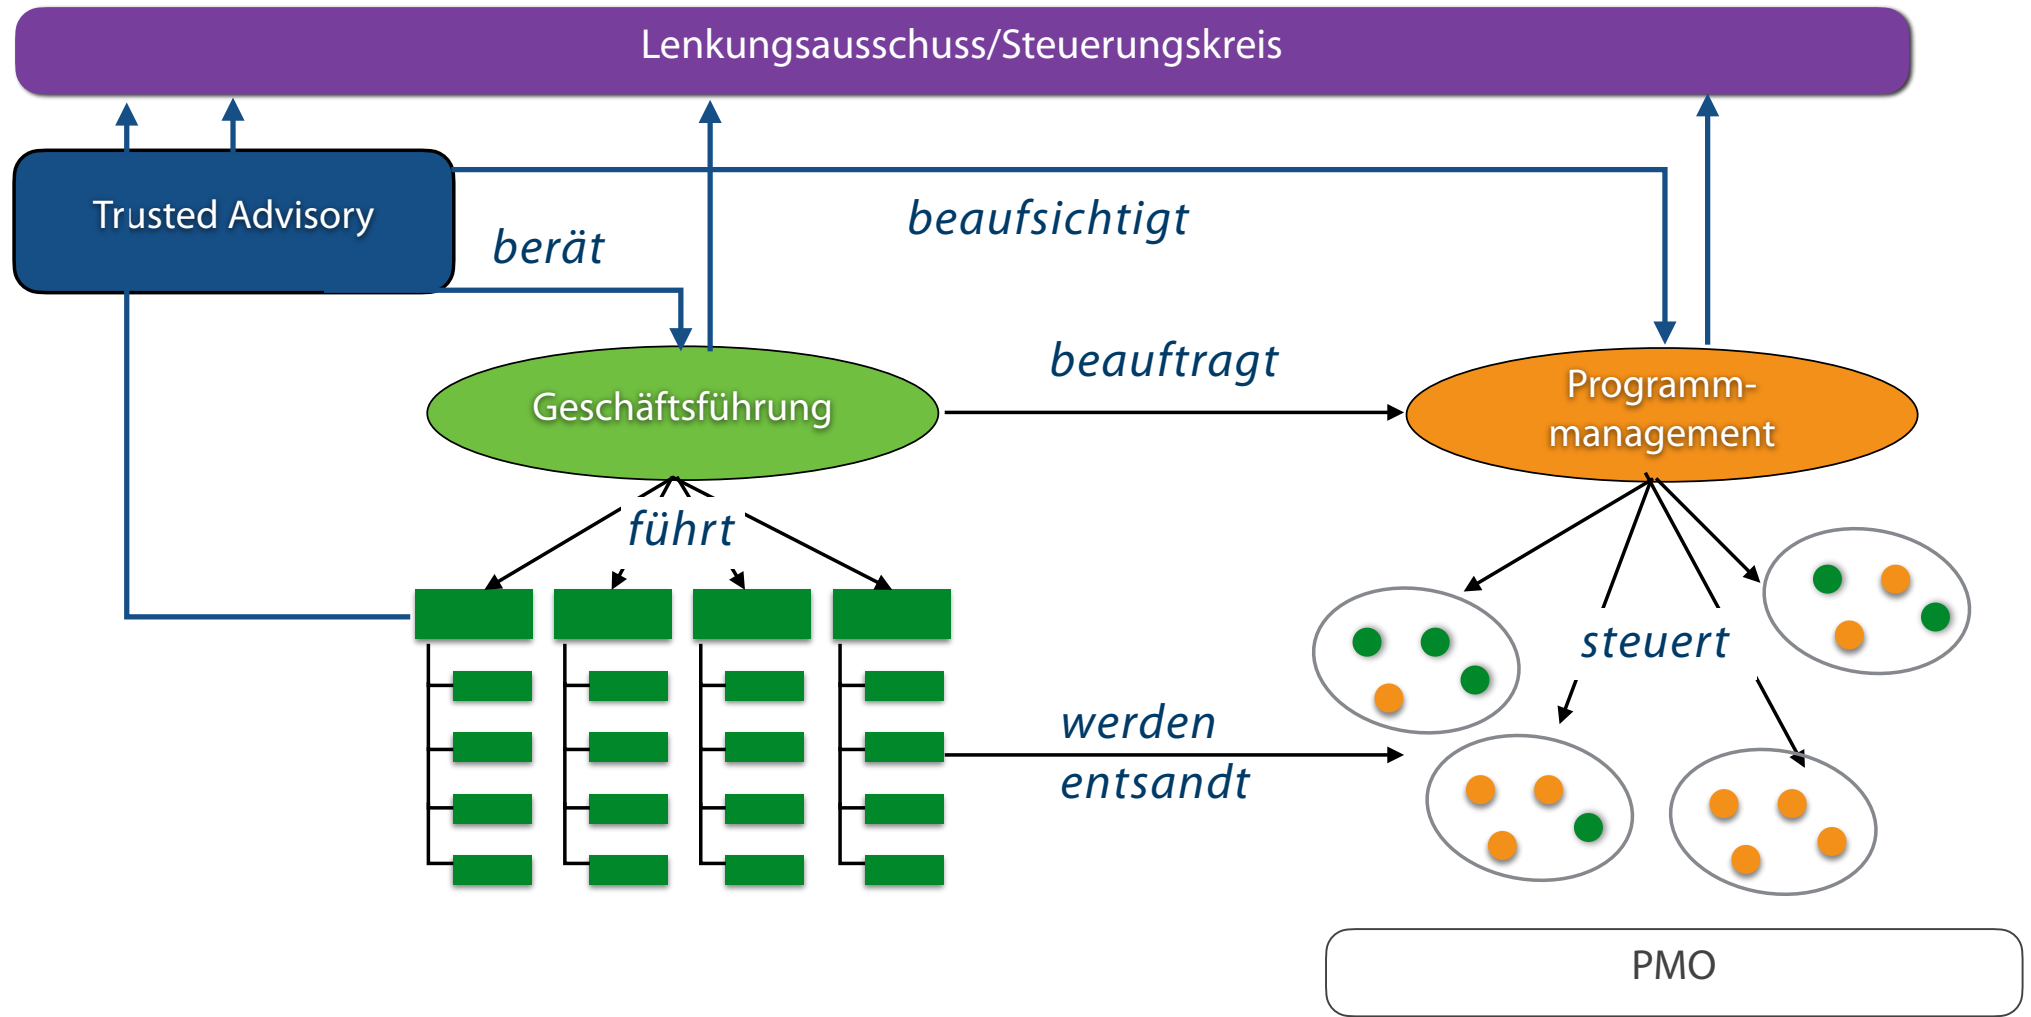 Lenkungsausschuss/Steuerungskreis
Trusted Advisory
beaufsichtigt
berät
beauftragt
Geschäftsführung
Programm-
management
führt
steuert
werden
entsandt
PMO